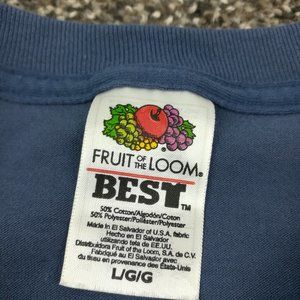 FRUIT OF THE LOOM®
BEST™
50% Cotton/Algodón/Coton
50% Polyester/Poliester/Polyester
Made in El Salvador of U.S.A. fabric
Hecho en El Salvador
utilizando tela de EE.UU.
Distribuidora Fruit of the Loom, S.A. de C.V.
Fabriqué au El Salvador
du tissu en provenance des États-Unis
L/G/G